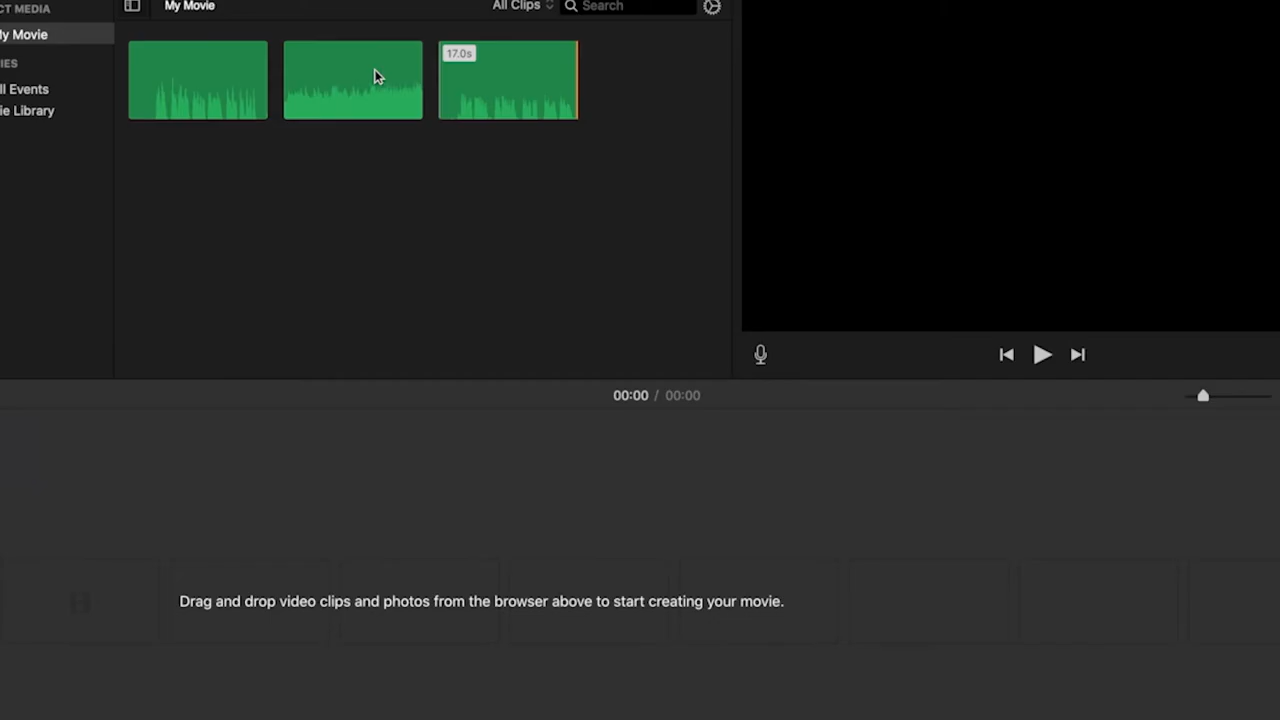 CT MEDIA
My Movie
All Clips
Search
ly Movie
IES
ll Events
ie Library
17.0s
00:00 / 00:00
Drag and drop video clips and photos from the browser above to start creating your movie.